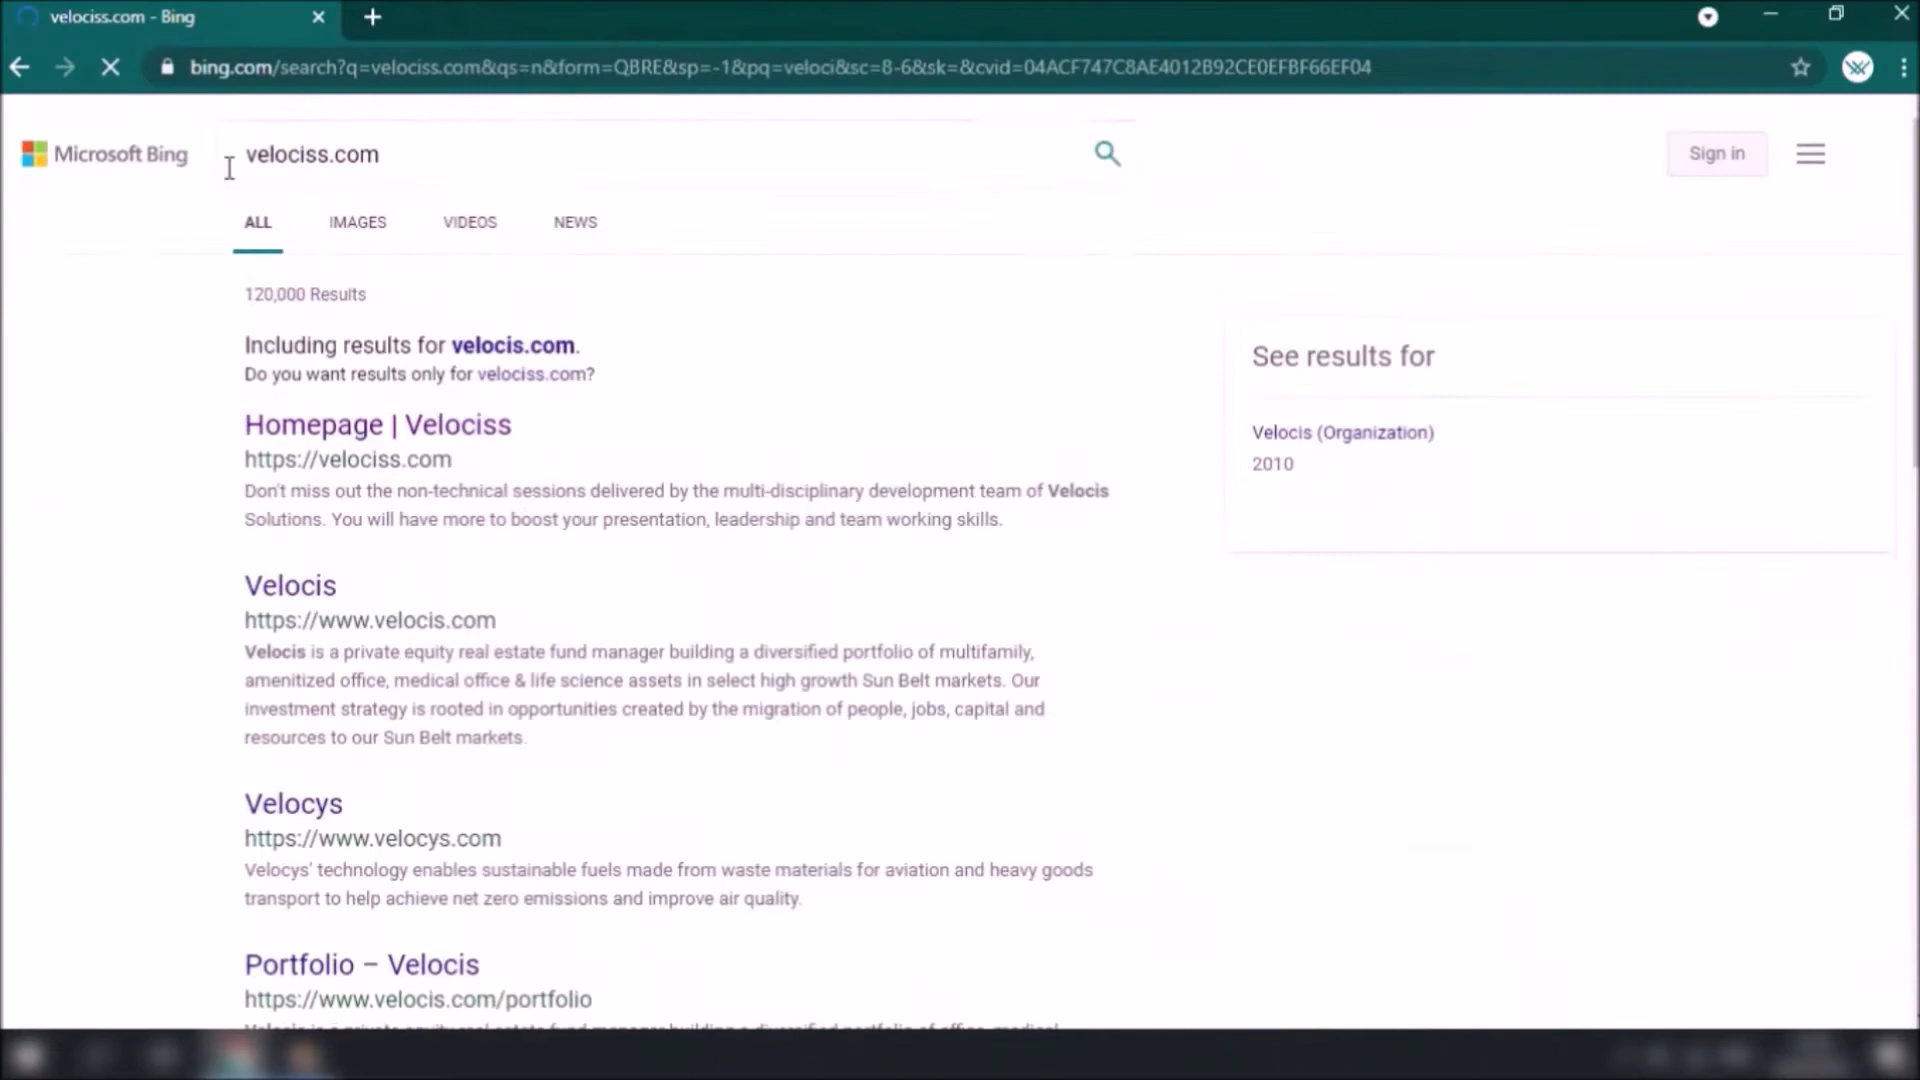 velociss.com - Bing
bing.com/search?q=velociss.com&qs=n&form=QBRE&sp=-1&pq=veloci&sc=8-6&sk=&cvid=04ACF747C8AE4012B92CE0EFBF66EF04
Microsoft Bing
velociss.com
Sign in
ALL IMAGES VIDEOS NEWS
120,000 Results
Including results for velocis.com.
Do you want results only for velociss.com?
Homepage | Velociss
https://velociss.com
Don't miss out the non-technical sessions delivered by the multi-disciplinary development team of Velocis
Solutions. You will have more to boost your presentation, leadership and team working skills.
Velocis
https://www.velocis.com
Velocis is a private equity real estate fund manager building a diversified portfolio of multifamily,
amenitized office, medical office & life science assets in select high growth Sun Belt markets. Our
investment strategy is rooted in opportunities created by the migration of people, jobs, capital and
resources to our Sun Belt markets.
Velocys
https://www.velocys.com
Velocys' technology enables sustainable fuels made from waste materials for aviation and heavy goods
transport to help achieve net zero emissions and improve air quality.
Portfolio – Velocis
https://www.velocis.com/portfolio
See results for
Velocis (Organization)
2010